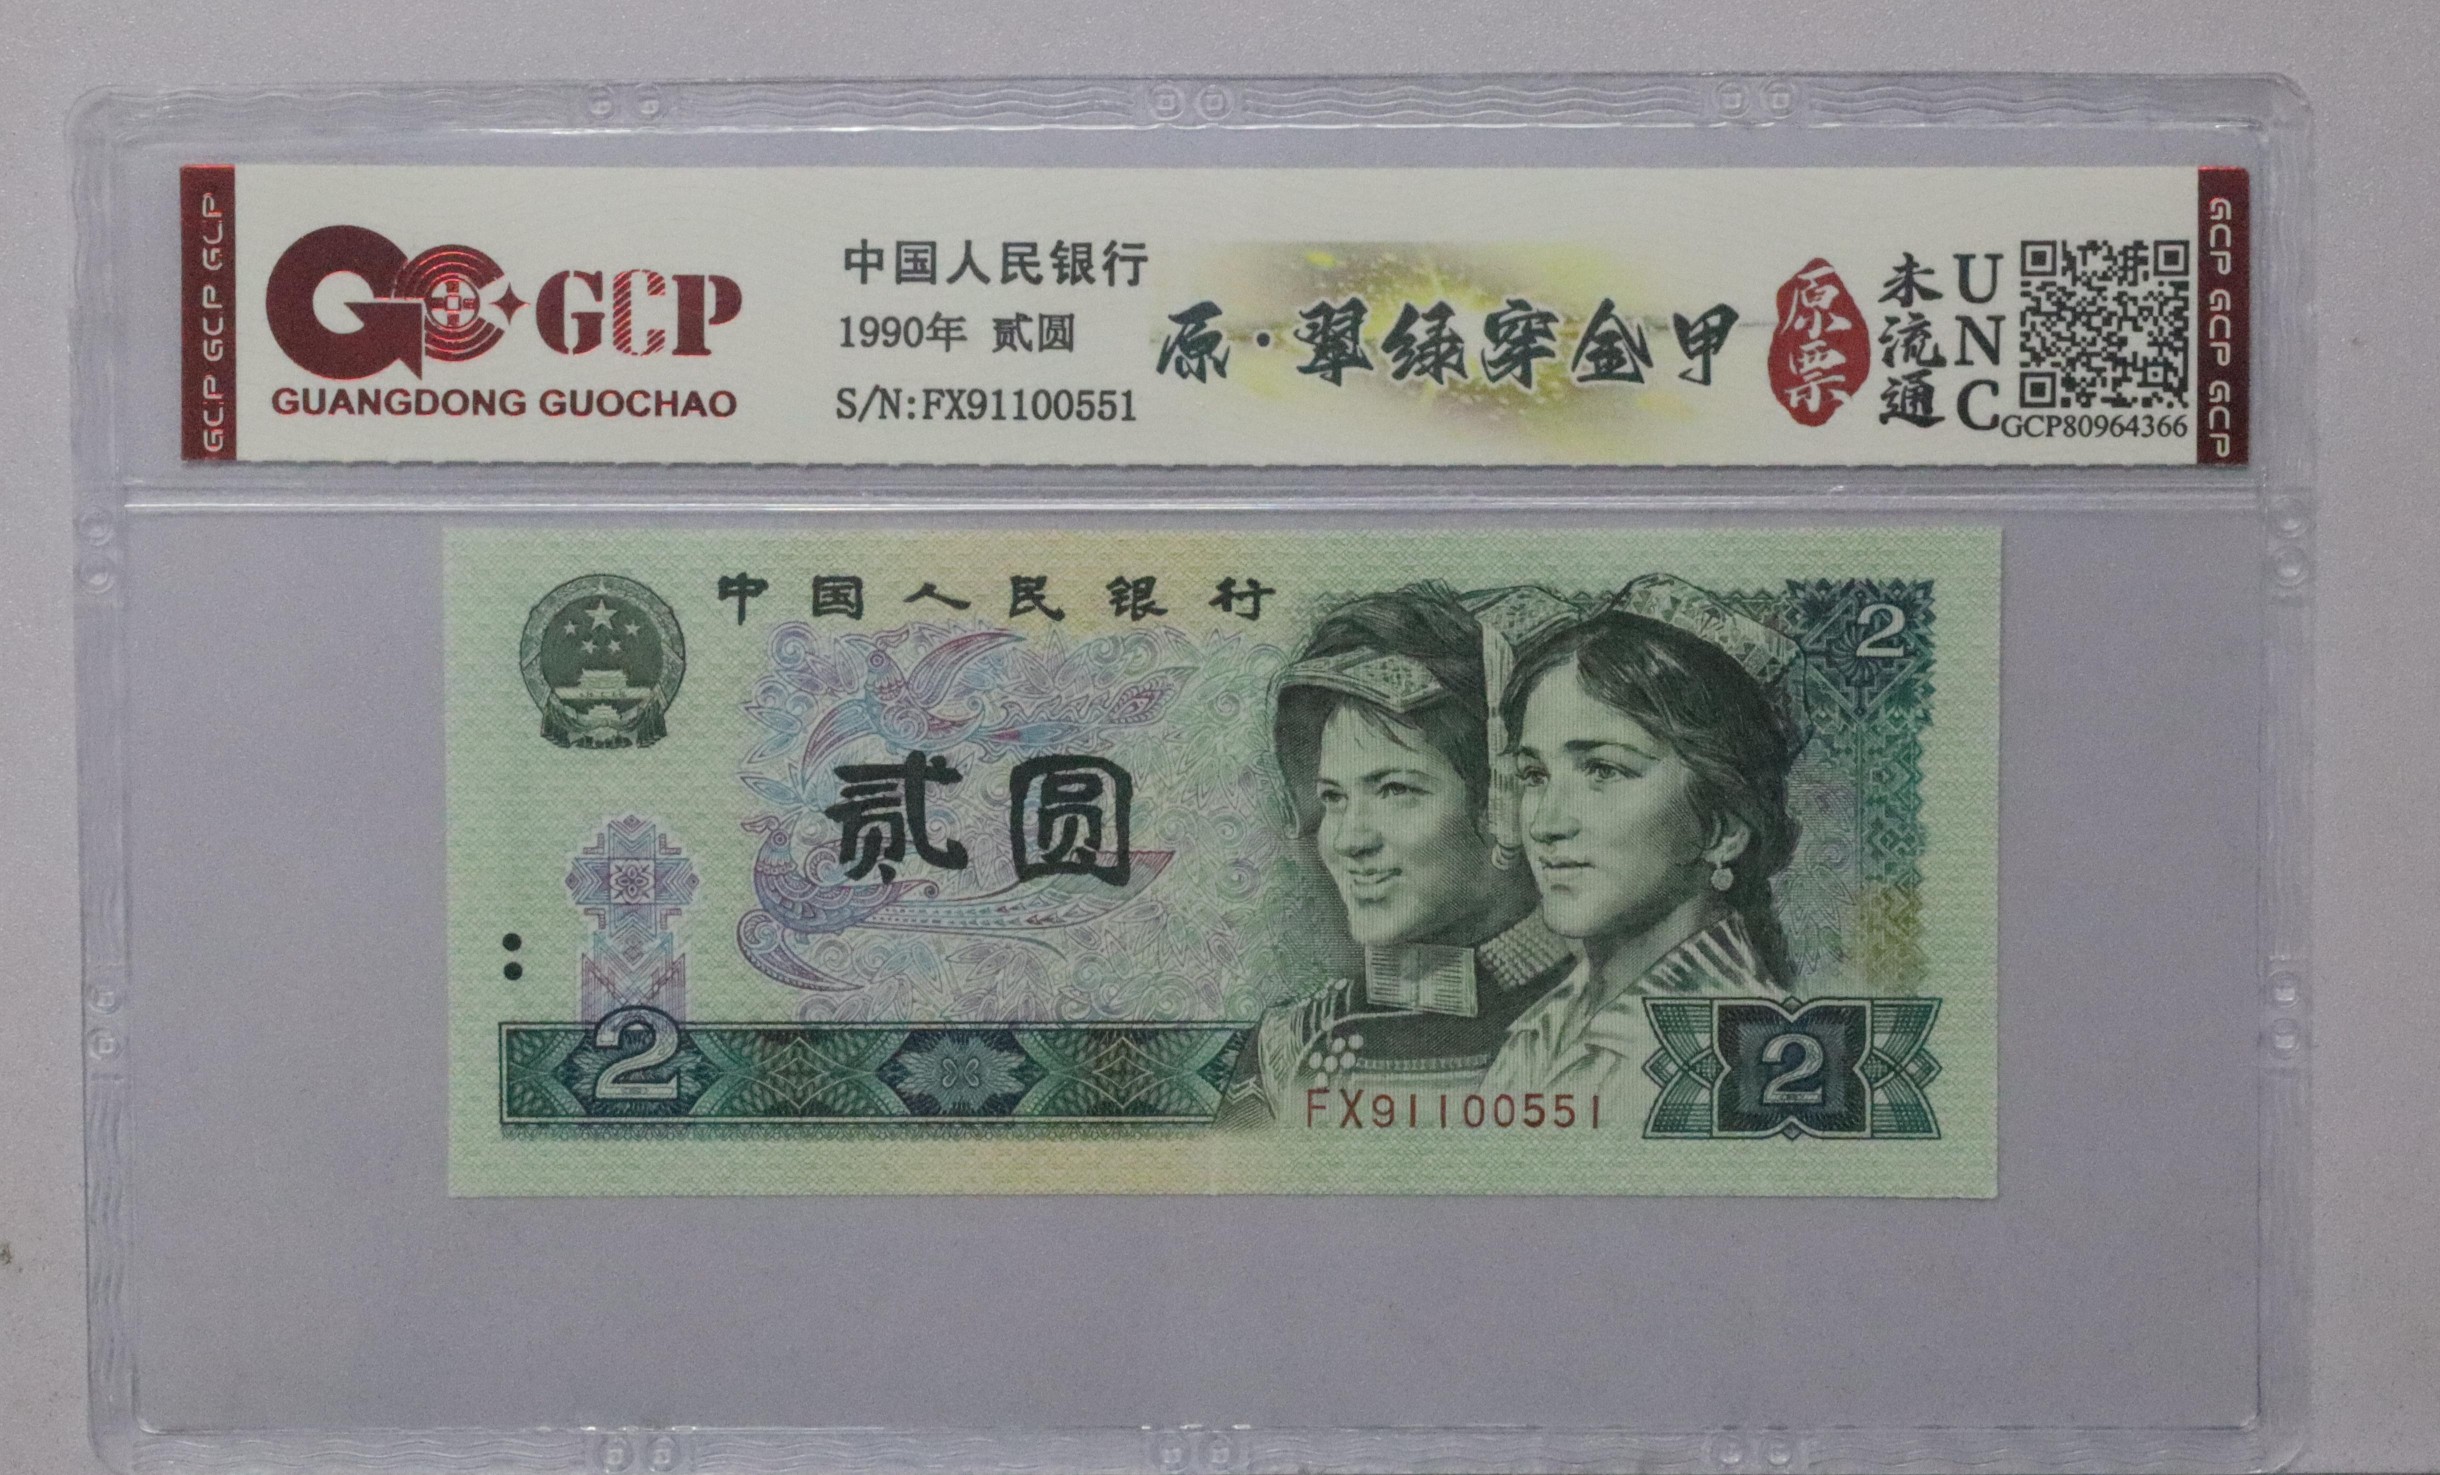 GCP GCP GCP
GCP
GUANGDONG GUOCHAO
中国人民银行
1990年 贰圆
S/N:FX91100551
原·翠绿穿金甲
原票
未流通
UNC
GCP80964366
GCP GCP GCP
中国人民银行
2
贰圆
2
2
FX91100551